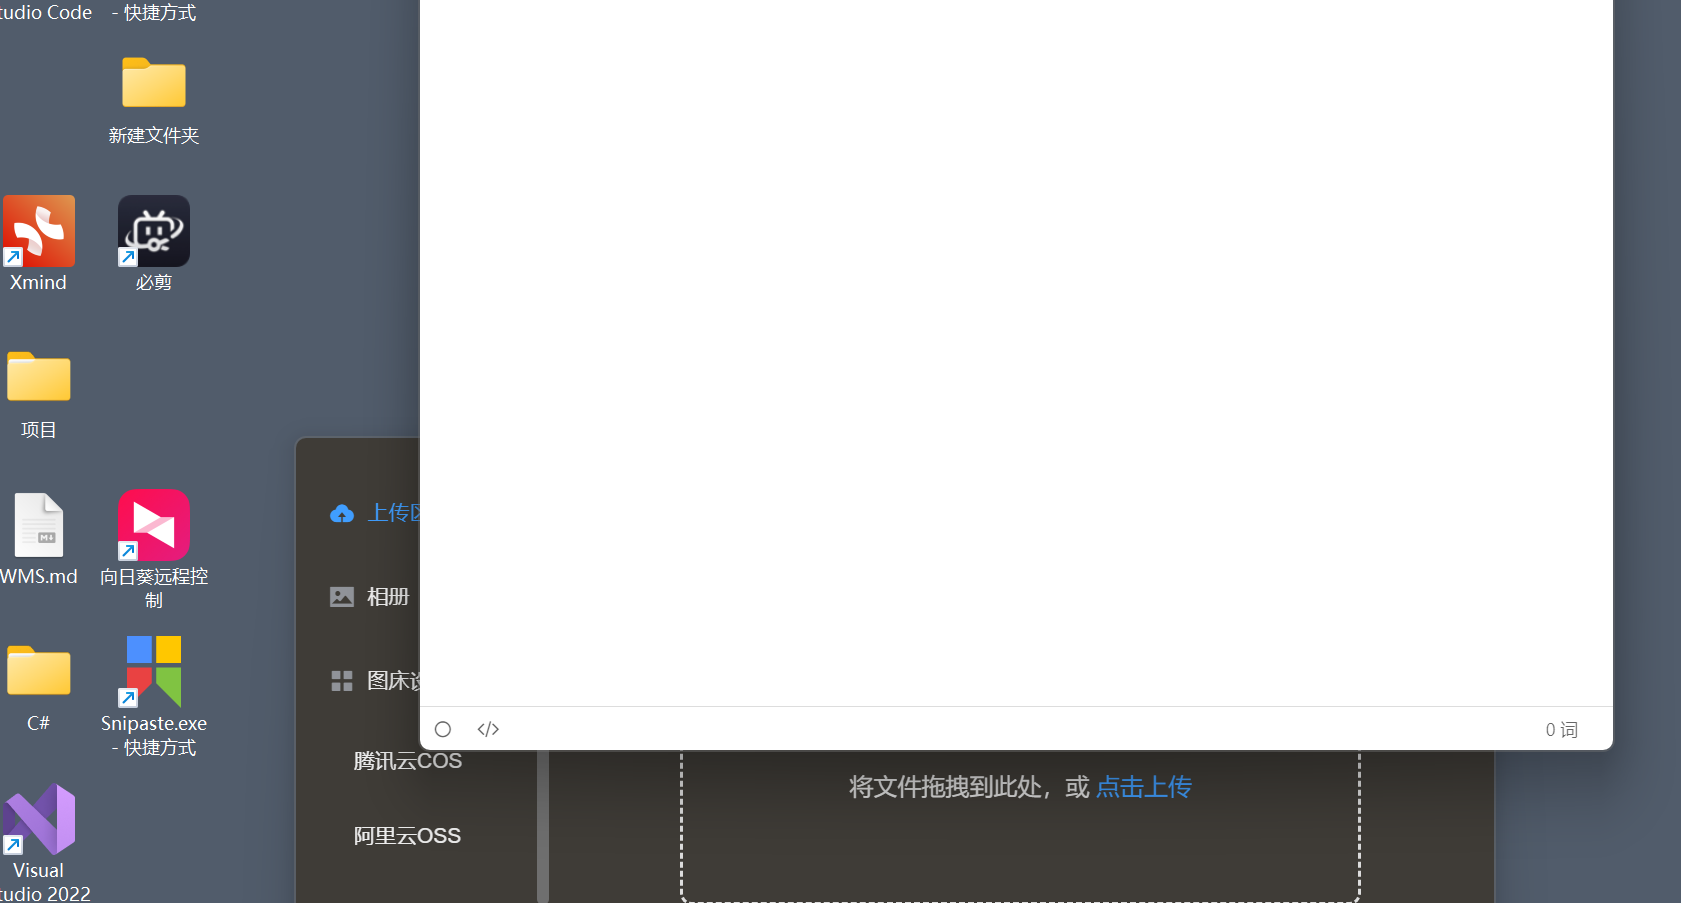 tudio Code
- 快捷方式
新建文件夹
Xmind
必剪
项目
WMS.md
向日葵远程控
制
C#
Snipaste.exe
- 快捷方式
Visual
tudio 2022
上传区
相册
图床设
腾讯云COS
阿里云OSS
0 词
将文件拖拽到此处，或 点击上传